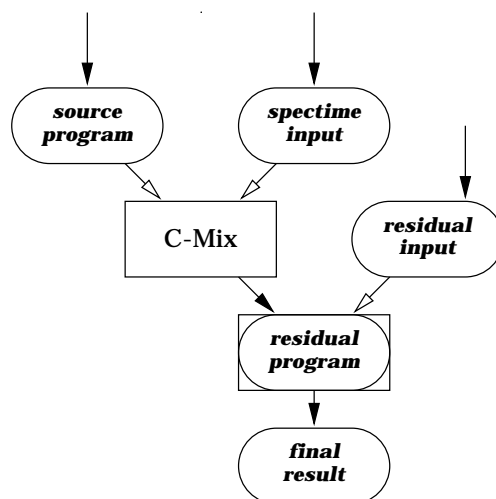 source
program
spectime
input
C-Mix
residual
input
residual
program
final
result